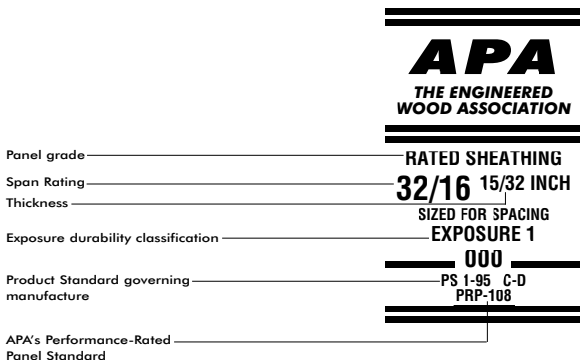 APA
THE ENGINEERED
WOOD ASSOCIATION
Panel grade
RATED SHEATHING
Span Rating
32/16 15/32 INCH
Thickness
SIZED FOR SPACING
Exposure durability classification
EXPOSURE 1
000
Product Standard governing
manufacture
PS 1-95 C-D
PRP-108
APA's Performance-Rated
Panel Standard